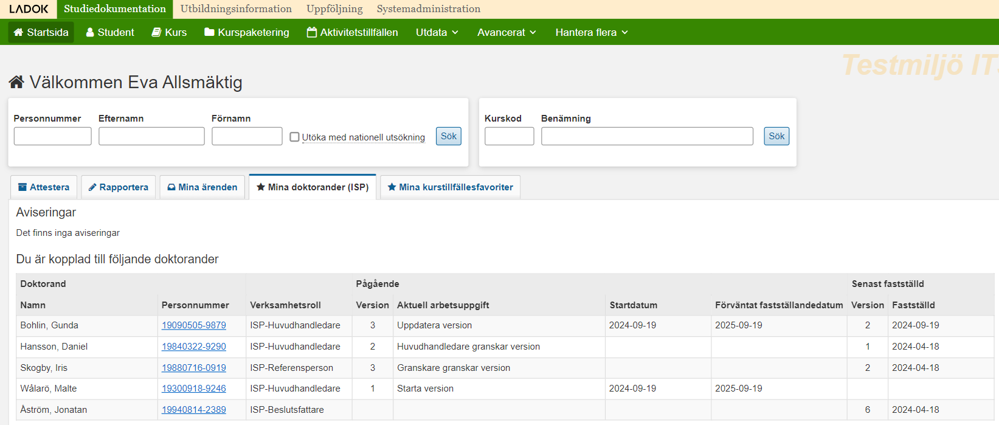 LADOK Studiedokumentation Utbildningsinformation Uppföljning Systemadministration
Startsida Student Kurs Kurspaketering Aktivitetstillfällen Utdata Avancerat Hantera flera
Testmiljö
Välkommen Eva Allsmäktig
Personnummer Efternamn Förnamn Kurskod Benämning
Utöka med nationell utsökning Sök Sök
Attestera Rapportera Mina ärenden Mina doktorander (ISP) Mina kurstillfällesfavoriter
Aviseringar
Det finns inga aviseringar
Du är kopplad till följande doktorander
Doktorand Pågående Senast fastställd
Namn Personnummer Verksamhetsroll Version Aktuell arbetsuppgift Startdatum Förväntat fastställandedatum Version Fastställd
Bohlin, Gunda 19090505-9879 ISP-Huvudhandledare 3 Uppdatera version 2024-09-19 2025-09-19 2 2024-09-19
Hansson, Daniel 19840322-9290 ISP-Huvudhandledare 2 Huvudhandledare granskar version 1 2024-04-18
Skogby, Iris 19880716-0919 ISP-Referensperson 3 Granskare granskar version 2 2024-04-18
Wålarö, Malte 19300918-9246 ISP-Huvudhandledare 1 Starta version 2024-09-19 2025-09-19
Åström, Jonatan 19940814-2389 ISP-Beslutsfattare 6 2024-04-18